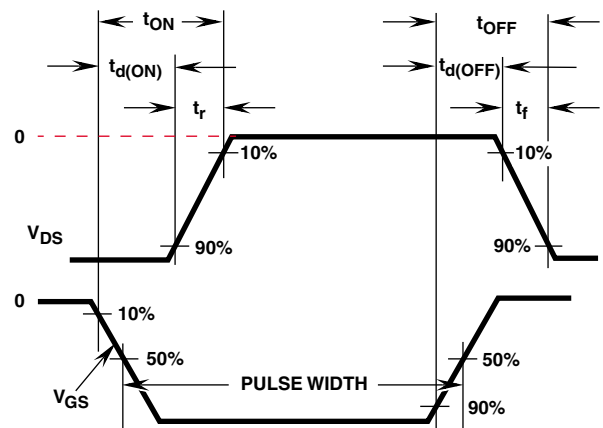 tON tOFF
td(ON) td(OFF)
tr tf
0
10% 10%
VDS 90% 90%
0
10%
50% 50%
VGS PULSE WIDTH
90%